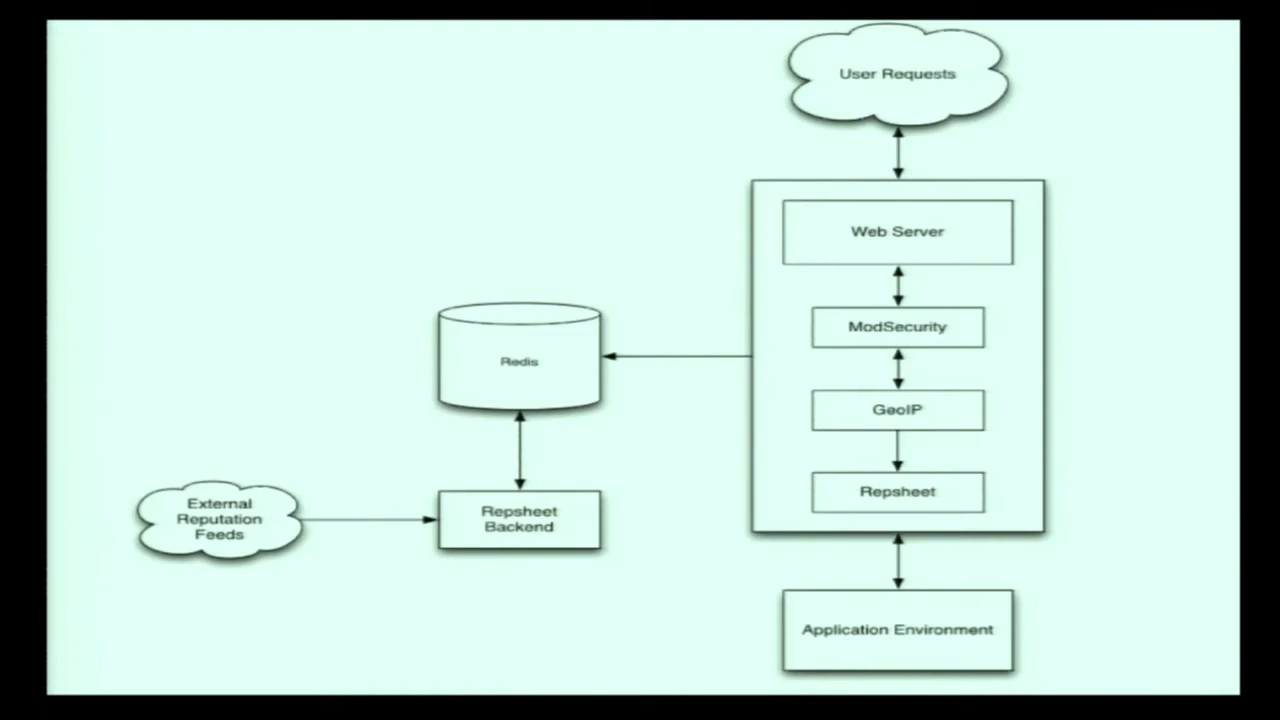 User Requests
Web Server
ModSecurity
GeoIP
Repsheet
Redis
External
Reputation
Feeds
Repsheet
Backend
Application Environment